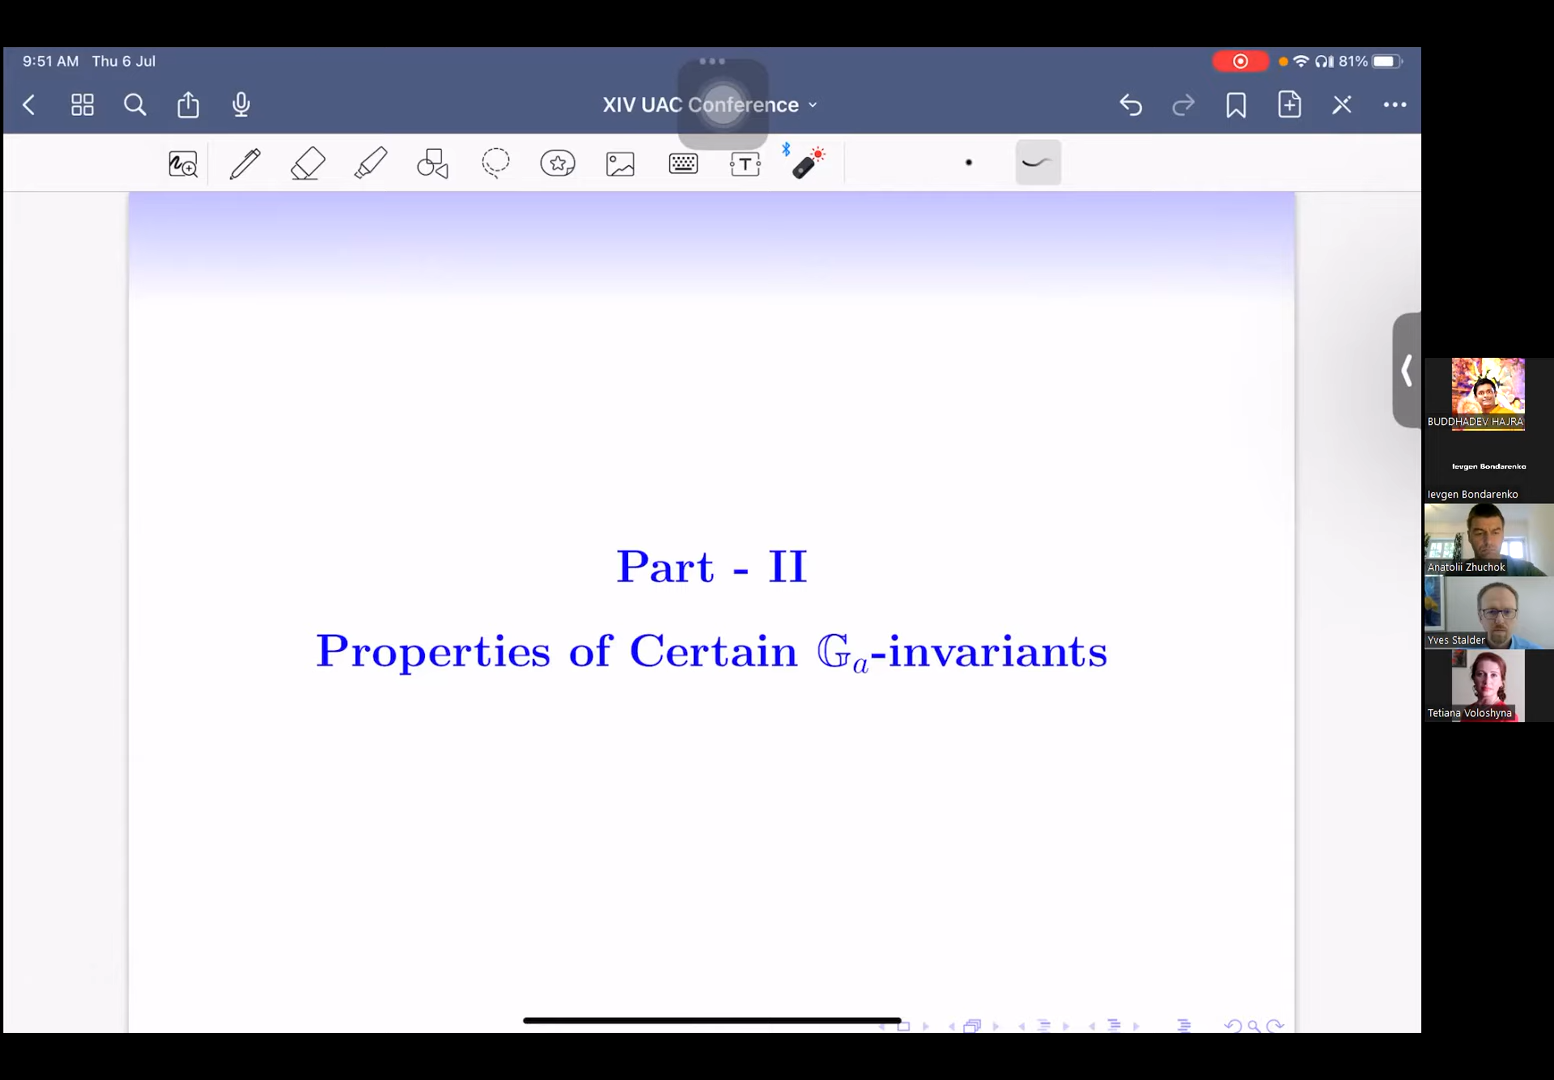 9:51 AM Thu 6 Jul
81%
XIV UAC Conference
T
Part - II
Properties of Certain 𝔾ₐ-invariants
BUDDHADEV HAJRA
Ievgen Bondarenko
Ievgen Bondarenko
Anatolii Zhuchok
Yves Stalder
Tetiana Voloshyna